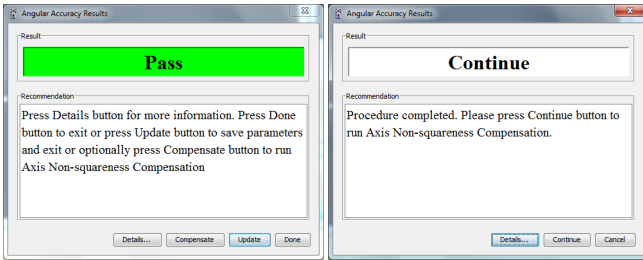 Angular Accuracy Results
Result
Pass
Recommendation
Press Details button for more information. Press Done
button to exit or press Update button to save parameters
and exit or optionally press Compensate button to run
Axis Non-squareness Compensation
Details... Compensate Update Done
Angular Accuracy Results
Result
Continue
Recommendation
Procedure completed. Please press Continue button to
run Axis Non-squareness Compensation.
Details... Continue Cancel